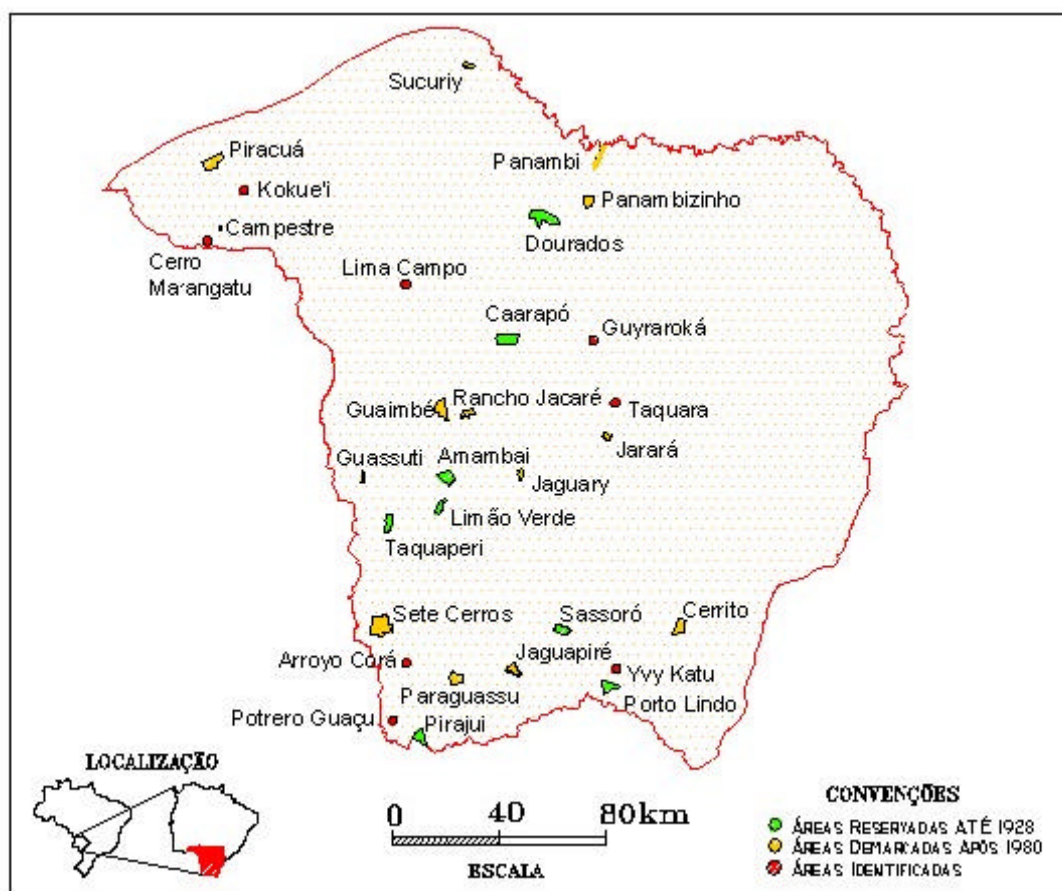 Sucuriy
Piracuá
Panambi
Kokue'i
Panambizinho
Campestre
Dourados
Cerro
Marangatu
Lima Campo
Caarapó
Guyraroká
Rancho Jacaré
Guaimbé
Taquara
Jarará
Guassuti
Amambai
Jaguary
Limão Verde
Taquaperi
Sete Cerros
Sassoró
Cerrito
Arroyo Corá
Jaguapiré
Yvy Katu
Paraguassu
Porto Lindo
Potrero Guaçu
Pirajui
LOCALIZAÇÃO
0 40 80km
ESCALA
CONVENÇÕES
ÁREAS RESERVADAS ATÉ 1928
ÁREAS DEMARCADAS APÓS 1980
ÁREAS IDENTIFICADAS